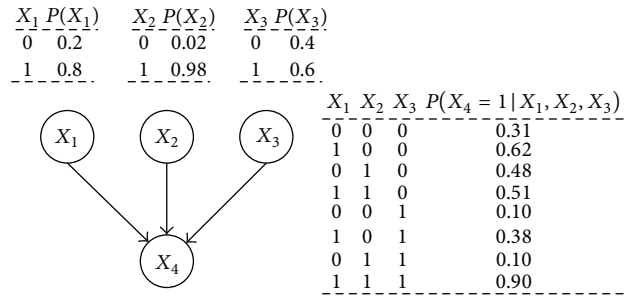 X₁ P(X₁) X₂ P(X₂) X₃ P(X₃)
0 0.2 0 0.02 0 0.4
1 0.8 1 0.98 1 0.6
X₁ X₂ X₃ P(X₄ = 1 | X₁, X₂, X₃)
0 0 0 0.31
1 0 0 0.62
0 1 0 0.48
1 1 0 0.51
0 0 1 0.10
1 0 1 0.38
0 1 1 0.10
1 1 1 0.90
X₁ X₂ X₃
X₄